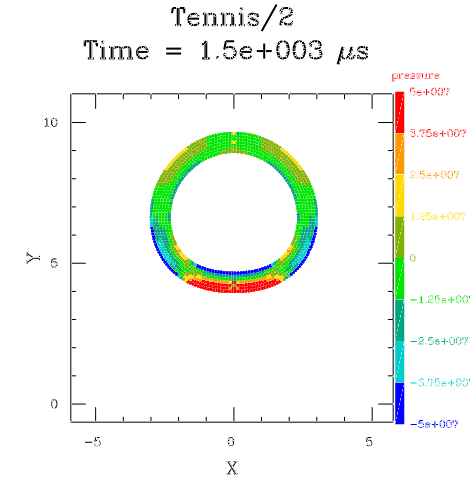 Tennis/2
Time = 1.5e+003 μs
pressure
5e+007
3.75e+007
2.5e+007
1.25e+007
0
-1.25e+007
-2.5e+007
-3.75e+007
-5e+007
10
5
0
Y
-5 0 5
X